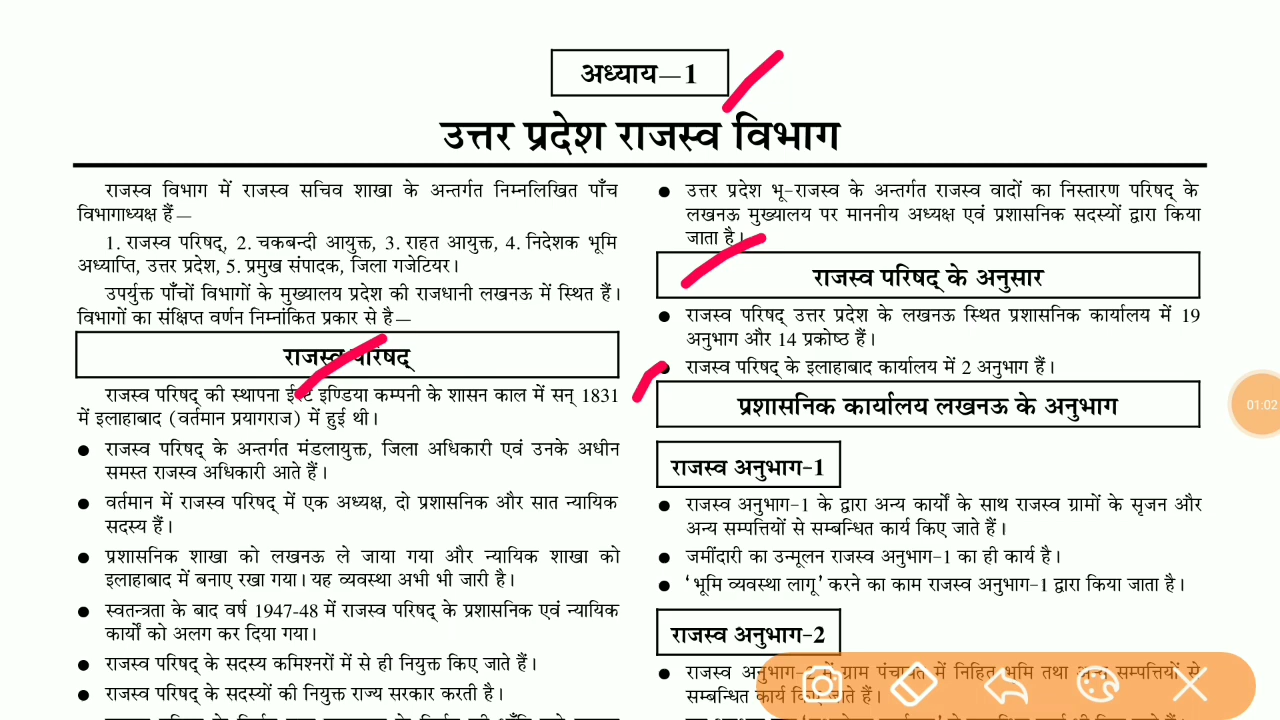 अध्याय—1
उत्तर प्रदेश राजस्व विभाग
राजस्व विभाग में राजस्व सचिव शाखा के अन्तर्गत निम्नलिखित पाँच
विभागाध्यक्ष हैं—
1. राजस्व परिषद्, 2. चकबन्दी आयुक्त, 3. राहत आयुक्त, 4. निदेशक भूमि
अध्याप्ति, उत्तर प्रदेश, 5. प्रमुख संपादक, जिला गजेटियर।
उपर्युक्त पाँचों विभागों के मुख्यालय प्रदेश की राजधानी लखनऊ में स्थित हैं।
विभागों का संक्षिप्त वर्णन निम्नांकित प्रकार से है—
राजस्व परिषद्
राजस्व परिषद् की स्थापना ईस्ट इण्डिया कम्पनी के शासन काल में सन् 1831
में इलाहाबाद (वर्तमान प्रयागराज) में हुई थी।
● राजस्व परिषद् के अन्तर्गत मंडलायुक्त, जिला अधिकारी एवं उनके अधीन
समस्त राजस्व अधिकारी आते हैं।
● वर्तमान में राजस्व परिषद् में एक अध्यक्ष, दो प्रशासनिक और सात न्यायिक
सदस्य हैं।
● प्रशासनिक शाखा को लखनऊ ले जाया गया और न्यायिक शाखा को
इलाहाबाद में बनाए रखा गया। यह व्यवस्था अभी भी जारी है।
● स्वतन्त्रता के बाद वर्ष 1947-48 में राजस्व परिषद् के प्रशासनिक एवं न्यायिक
कार्यों को अलग कर दिया गया।
● राजस्व परिषद् के सदस्य कमिश्नरों में से ही नियुक्त किए जाते हैं।
● राजस्व परिषद् के सदस्यों की नियुक्त राज्य सरकार करती है।
● उत्तर प्रदेश भू-राजस्व के अन्तर्गत राजस्व वादों का निस्तारण परिषद् के
लखनऊ मुख्यालय पर माननीय अध्यक्ष एवं प्रशासनिक सदस्यों द्वारा किया
जाता है।
राजस्व परिषद् के अनुसार
● राजस्व परिषद् उत्तर प्रदेश के लखनऊ स्थित प्रशासनिक कार्यालय में 19
अनुभाग और 14 प्रकोष्ठ हैं।
● राजस्व परिषद् के इलाहाबाद कार्यालय में 2 अनुभाग हैं।
प्रशासनिक कार्यालय लखनऊ के अनुभाग
राजस्व अनुभाग-1
● राजस्व अनुभाग-1 के द्वारा अन्य कार्यों के साथ राजस्व ग्रामों के सृजन और
अन्य सम्पत्तियों से सम्बन्धित कार्य किए जाते हैं।
● जमींदारी का उन्मूलन राजस्व अनुभाग-1 का ही कार्य है।
● 'भूमि व्यवस्था लागू' करने का काम राजस्व अनुभाग-1 द्वारा किया जाता है।
राजस्व अनुभाग-2
● राजस्व अनुभाग-2 में ग्राम पंचायत में निहित भूमि तथा अन्य सम्पत्तियों से
सम्बन्धित कार्य किए जाते हैं।
01:02